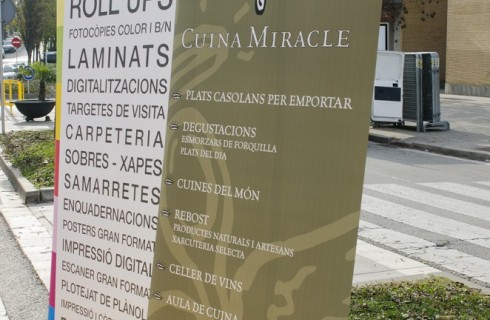 ROLL UPS
FOTOCÒPIES COLOR I B/N
LAMINATS
DIGITALITZACIONS
TARGETES DE VISITA
CARPETERIA
SOBRES - XAPES
SAMARRETES
ENQUADERNACIONS
POSTERS GRAN FORMAT
IMPRESSIÓ DIGITAL
ESCANER GRAN FORMAT
PLOTEJAT DE PLÀNOL
IMPRESSIÓ I
CUINA MIRACLE
PLATS CASOLANS PER EMPORTAR
DEGUSTACIONS
ESMORZARS DE FORQUILLA
PLATS DEL DIA
CUINES DEL MÓN
REBOST
PRODUCTES NATURALS I ARTESANS
XARCUTERIA SELECTA
CELLER DE VINS
AULA DE CUINA